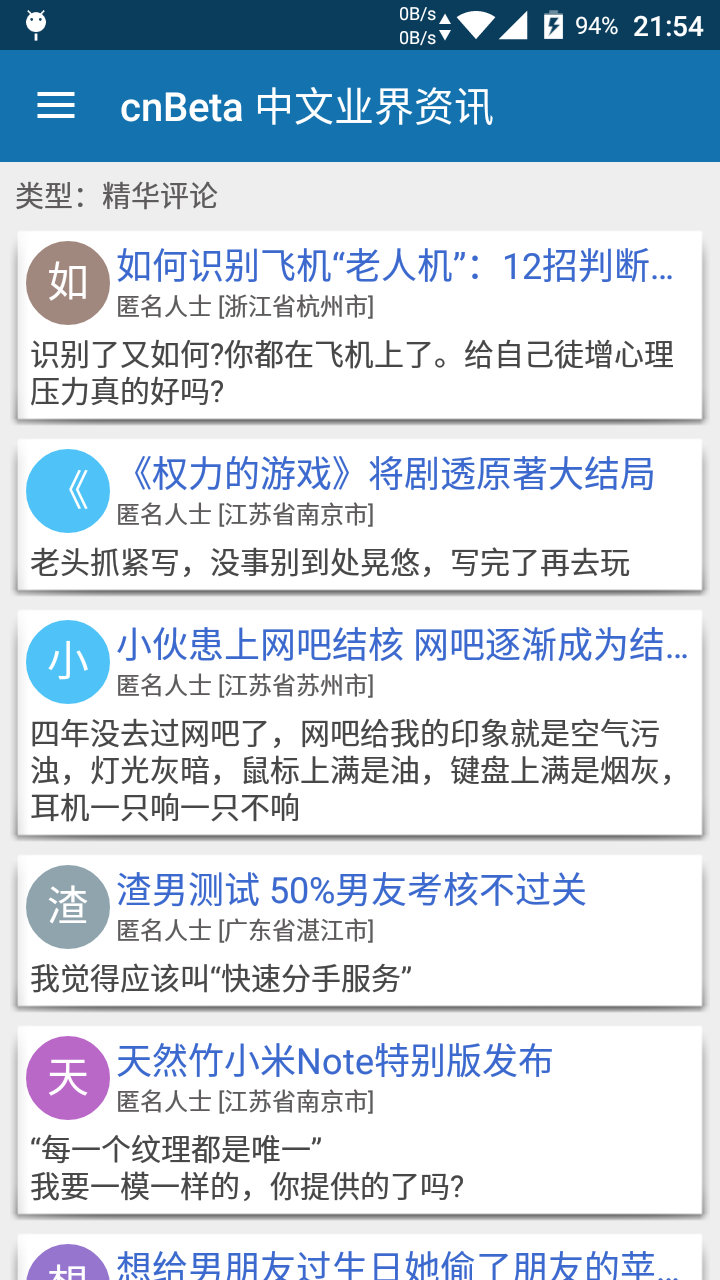 0B/s
0B/s
94% 21:54
cnBeta 中文业界资讯
类型：精华评论
如
如何识别飞机“老人机”：12招判断...
匿名人士 [浙江省杭州市]
识别了又如何?你都在飞机上了。给自己徒增心理
压力真的好吗?
《
《权力的游戏》将剧透原著大结局
匿名人士 [江苏省南京市]
老头抓紧写，没事别到处晃悠，写完了再去玩
小
小伙患上网吧结核 网吧逐渐成为结...
匿名人士 [江苏省苏州市]
四年没去过网吧了，网吧给我的印象就是空气污
浊，灯光灰暗，鼠标上满是油，键盘上满是烟灰，
耳机一只响一只不响
渣
渣男测试 50%男友考核不过关
匿名人士 [广东省湛江市]
我觉得应该叫“快速分手服务”
天
天然竹小米Note特别版发布
匿名人士 [江苏省南京市]
“每一个纹理都是唯一”
我要一模一样的，你提供的了吗?
想
想给男朋友过生日她偷了朋友的苹...